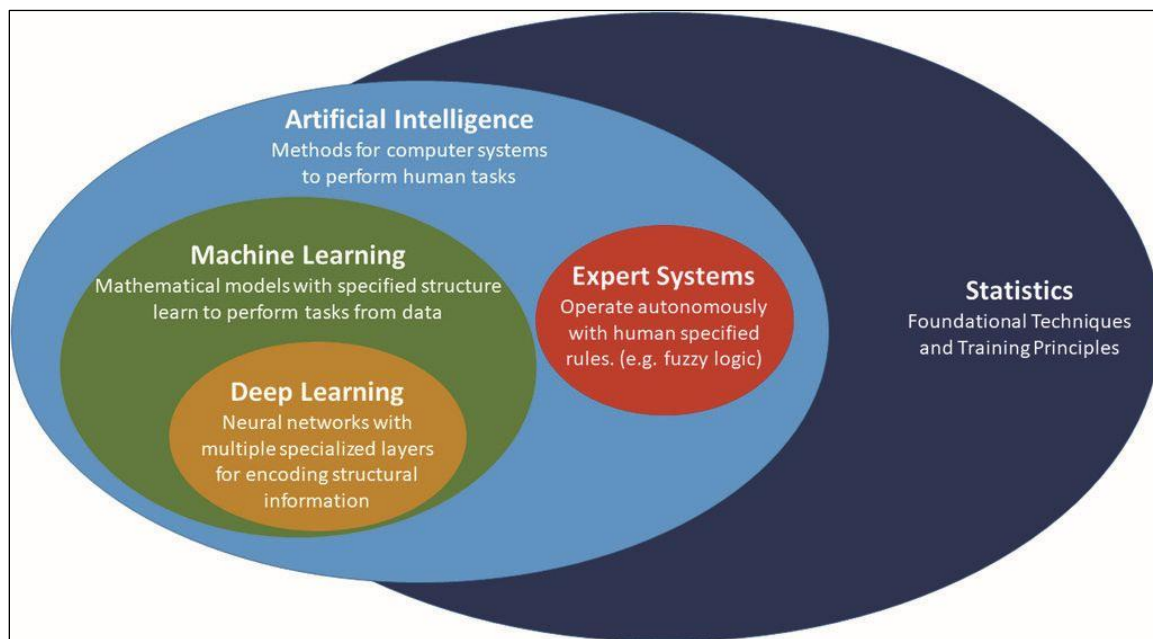 Artificial Intelligence
Methods for computer systems
to perform human tasks
Machine Learning
Mathematical models with specified structure
learn to perform tasks from data
Deep Learning
Neural networks with
multiple specialized layers
for encoding structural
information
Expert Systems
Operate autonomously
with human specified
rules. (e.g. fuzzy logic)
Statistics
Foundational Techniques
and Training Principles